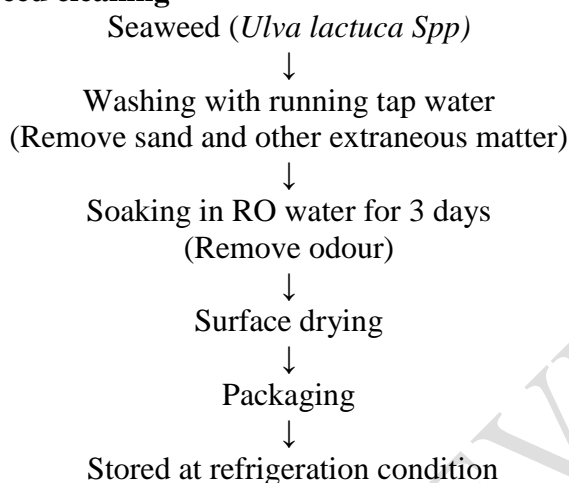 cleaning
Seaweed (Ulva lactuca Spp)
↓
Washing with running tap water
(Remove sand and other extraneous matter)
↓
Soaking in RO water for 3 days
(Remove odour)
↓
Surface drying
↓
Packaging
↓
Stored at refrigeration condition